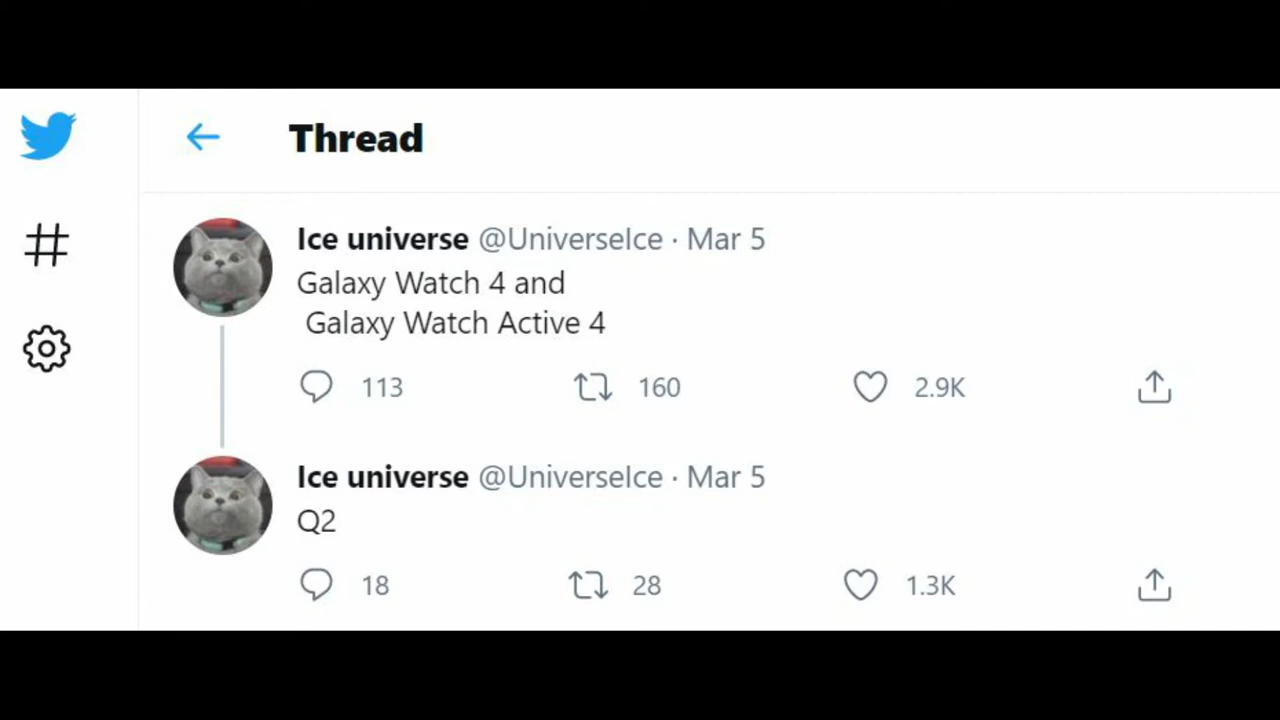 Thread
Ice universe @UniverseIce · Mar 5
Galaxy Watch 4 and
Galaxy Watch Active 4
113 160 2.9K
Ice universe @UniverseIce · Mar 5
Q2
18 28 1.3K